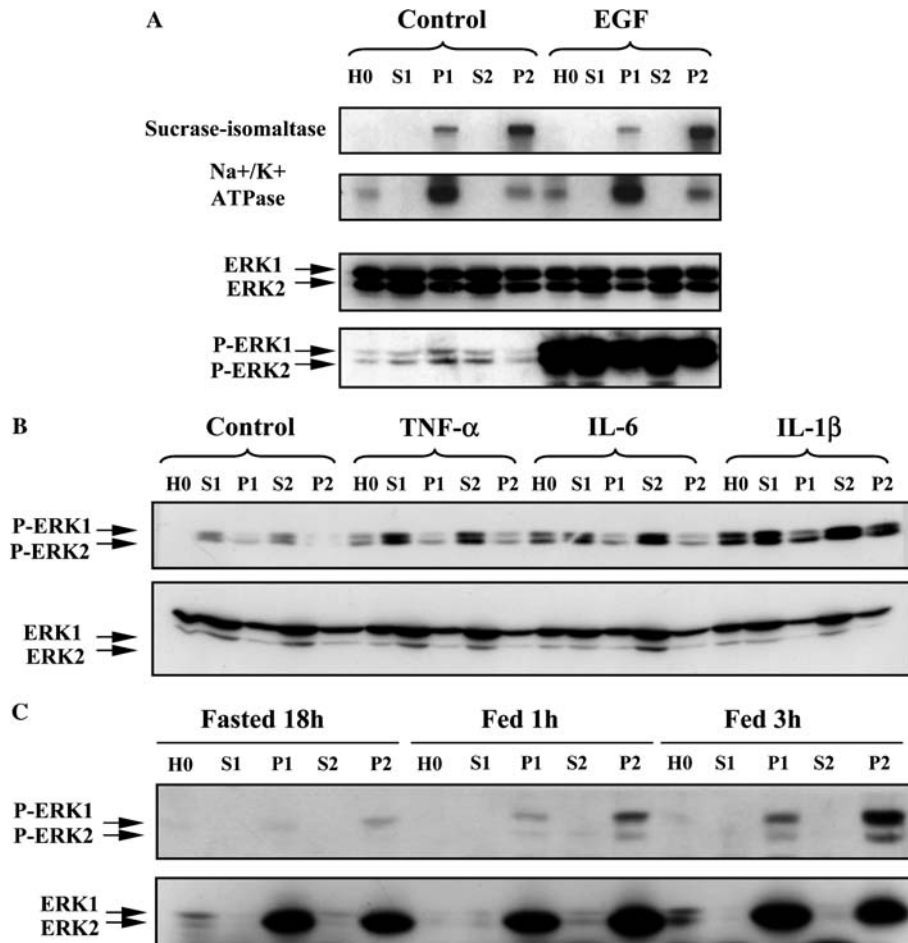 A
Control EGF
H0 S1 P1 S2 P2 H0 S1 P1 S2 P2
Sucrase-isomaltase
Na+/K+
ATPase
ERK1
ERK2
P-ERK1
P-ERK2
B
Control TNF-α IL-6 IL-1β
H0 S1 P1 S2 P2 H0 S1 P1 S2 P2 H0 S1 P1 S2 P2 H0 S1 P1 S2 P2
P-ERK1
P-ERK2
ERK1
ERK2
C
Fasted 18h Fed 1h Fed 3h
H0 S1 P1 S2 P2 H0 S1 P1 S2 P2 H0 S1 P1 S2 P2
P-ERK1
P-ERK2
ERK1
ERK2